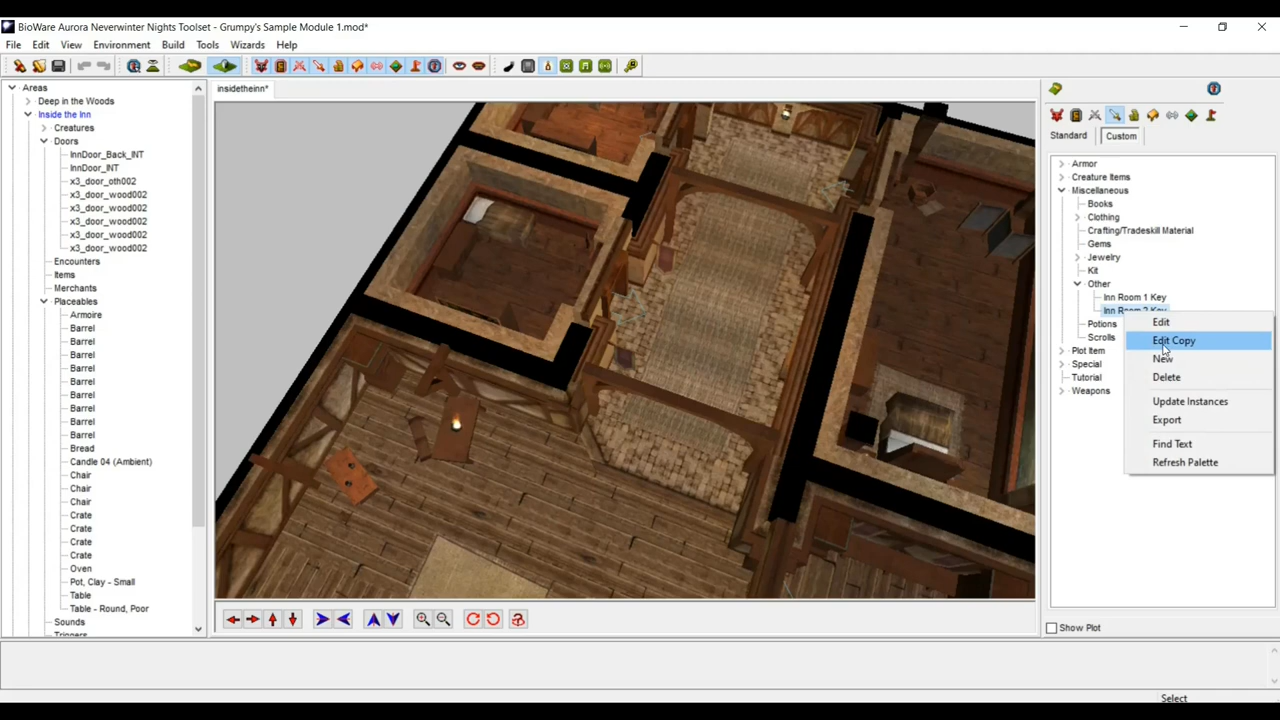 BioWare Aurora Neverwinter Nights Toolset - Grumpy's Sample Module 1.mod*
File Edit View Environment Build Tools Wizards Help
insidetheinn*
Areas
Deep in the Woods
Inside the Inn
Creatures
Doors
InnDoor_Back_INT
InnDoor_INT
x3_door_oth002
x3_door_wood002
x3_door_wood002
x3_door_wood002
x3_door_wood002
x3_door_wood002
Encounters
Items
Merchants
Placeables
Armoire
Barrel
Barrel
Barrel
Barrel
Barrel
Barrel
Barrel
Barrel
Barrel
Bread
Candle 04 (Ambient)
Chair
Chair
Chair
Crate
Crate
Crate
Crate
Oven
Pot, Clay - Small
Table
Table - Round, Poor
Sounds
Triggers
Standard Custom
Armor
Creature Items
Miscellaneous
Books
Clothing
Crafting/Tradeskill Material
Gems
Jewelry
Kit
Other
Inn Room 1 Key
Inn Room 2 Key
Potions
Scrolls
Plot Item
Special
Tutorial
Weapons
Edit
Edit Copy
New
Delete
Update Instances
Export
Find Text
Refresh Palette
Show Plot
Select